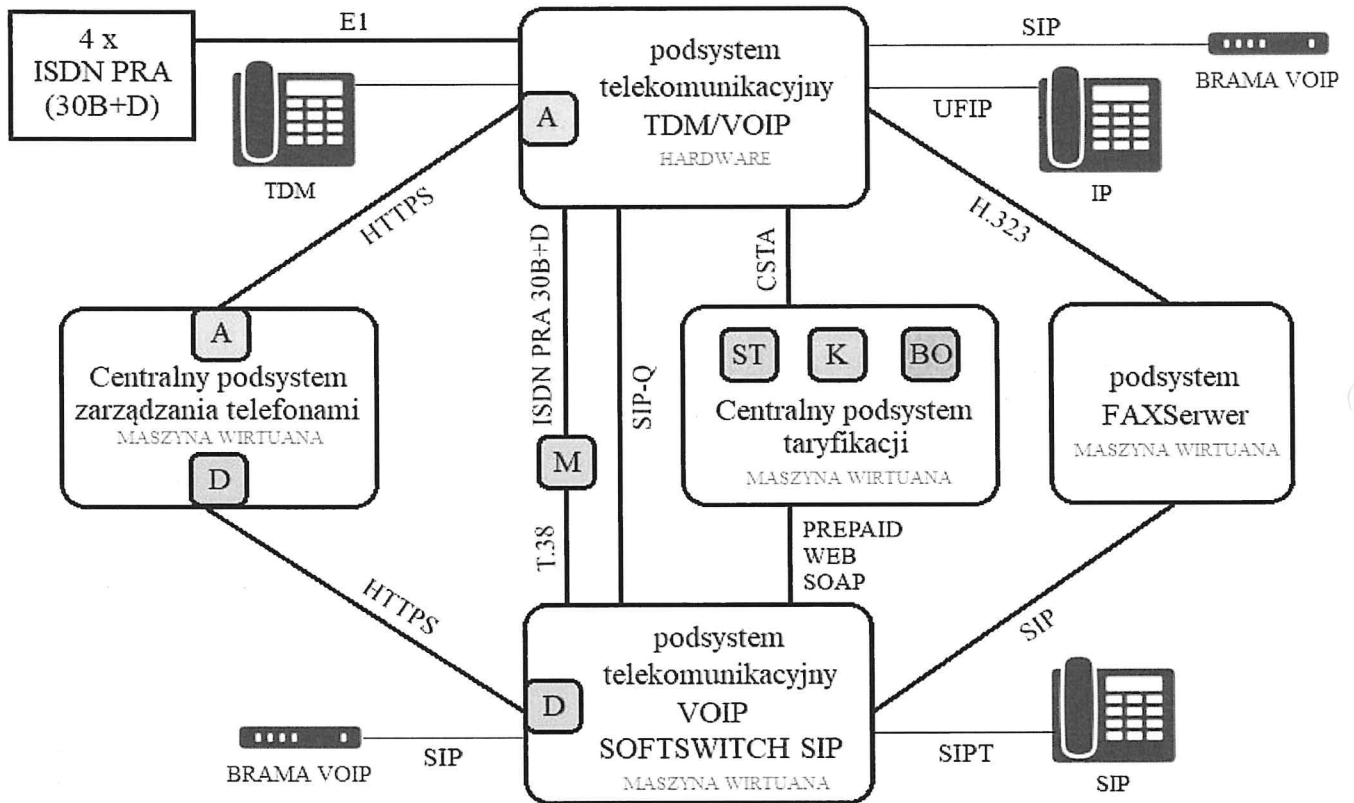 4 x
ISDN PRA
(30B+D)
E1
TDM
podsystem
telekomunikacyjny
TDM/VOIP
HARDWARE
A
SIP
BRAMA VOIP
UFIP
IP
HTTPS
ISDN PRA 30B+D
SIP-Q
CSTA
H.323
A
Centralny podsystem
zarządzania telefonami
MASZYNA WIRTUANA
D
M
T.38
ST
K
BO
Centralny podsystem
taryfikacji
MASZYNA WIRTUANA
podsystem
FAXSerwer
MASZYNA WIRTUANA
PREPAID
WEB
SOAP
HTTPS
SIP
podsystem
telekomunikacyjny
VOIP
SOFTSWITCH SIP
MASZYNA WIRTUANA
D
BRAMA VOIP
SIP
SIPT
SIP